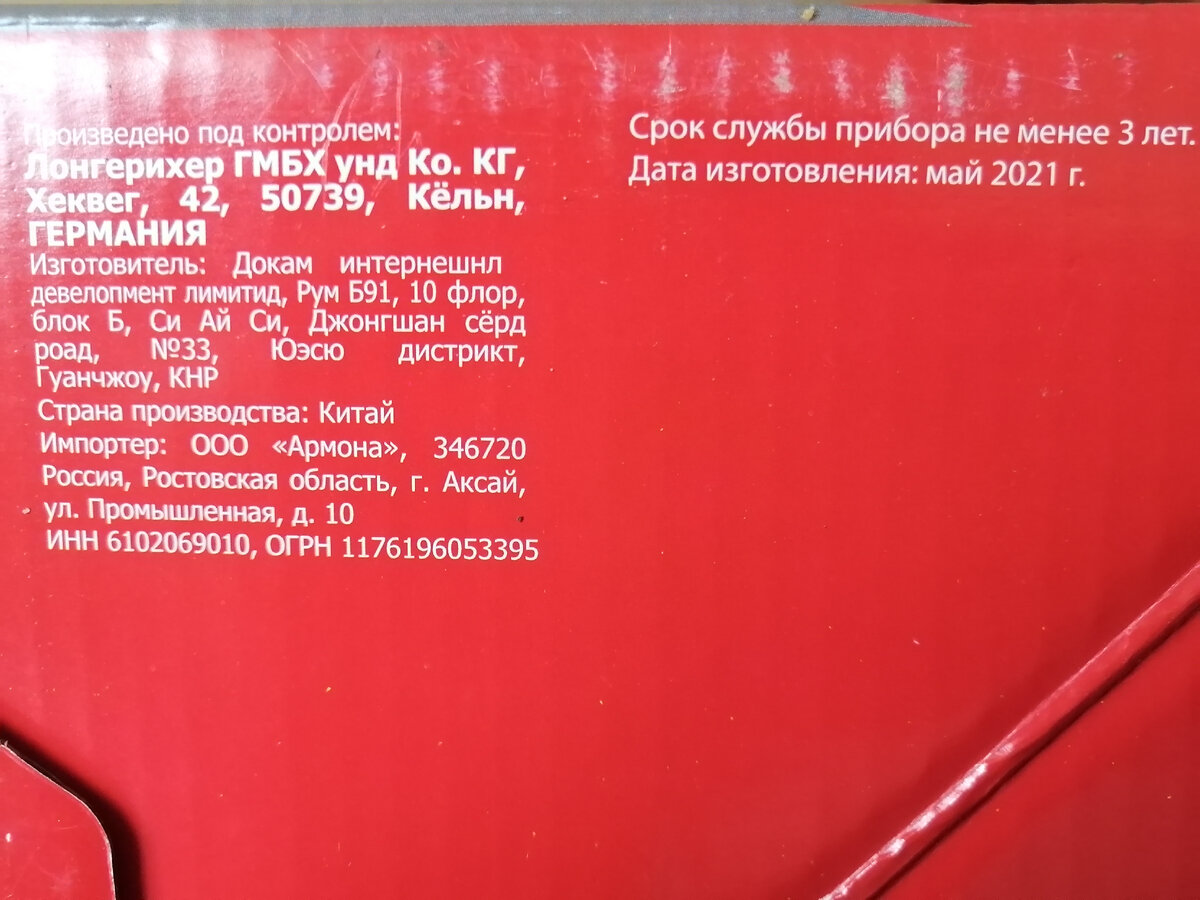 Произведено под контролем:
Лонгерихер ГМБХ унд Ко. КГ,
Хеквег, 42, 50739, Кёльн,
ГЕРМАНИЯ
Изготовитель: Докам интернешнл
девелопмент лимитид, Рум Б91, 10 флор,
блок Б, Си Ай Си, Джонгшан сёрд
роад, №33, Юэсю дистрикт,
Гуанчжоу, КНР
Страна производства: Китай
Импортер: ООО «Армона», 346720
Россия, Ростовская область, г. Аксай,
ул. Промышленная, д. 10
ИНН 6102069010, ОГРН 1176196053395
Срок службы прибора не менее 3 лет.
Дата изготовления: май 2021 г.